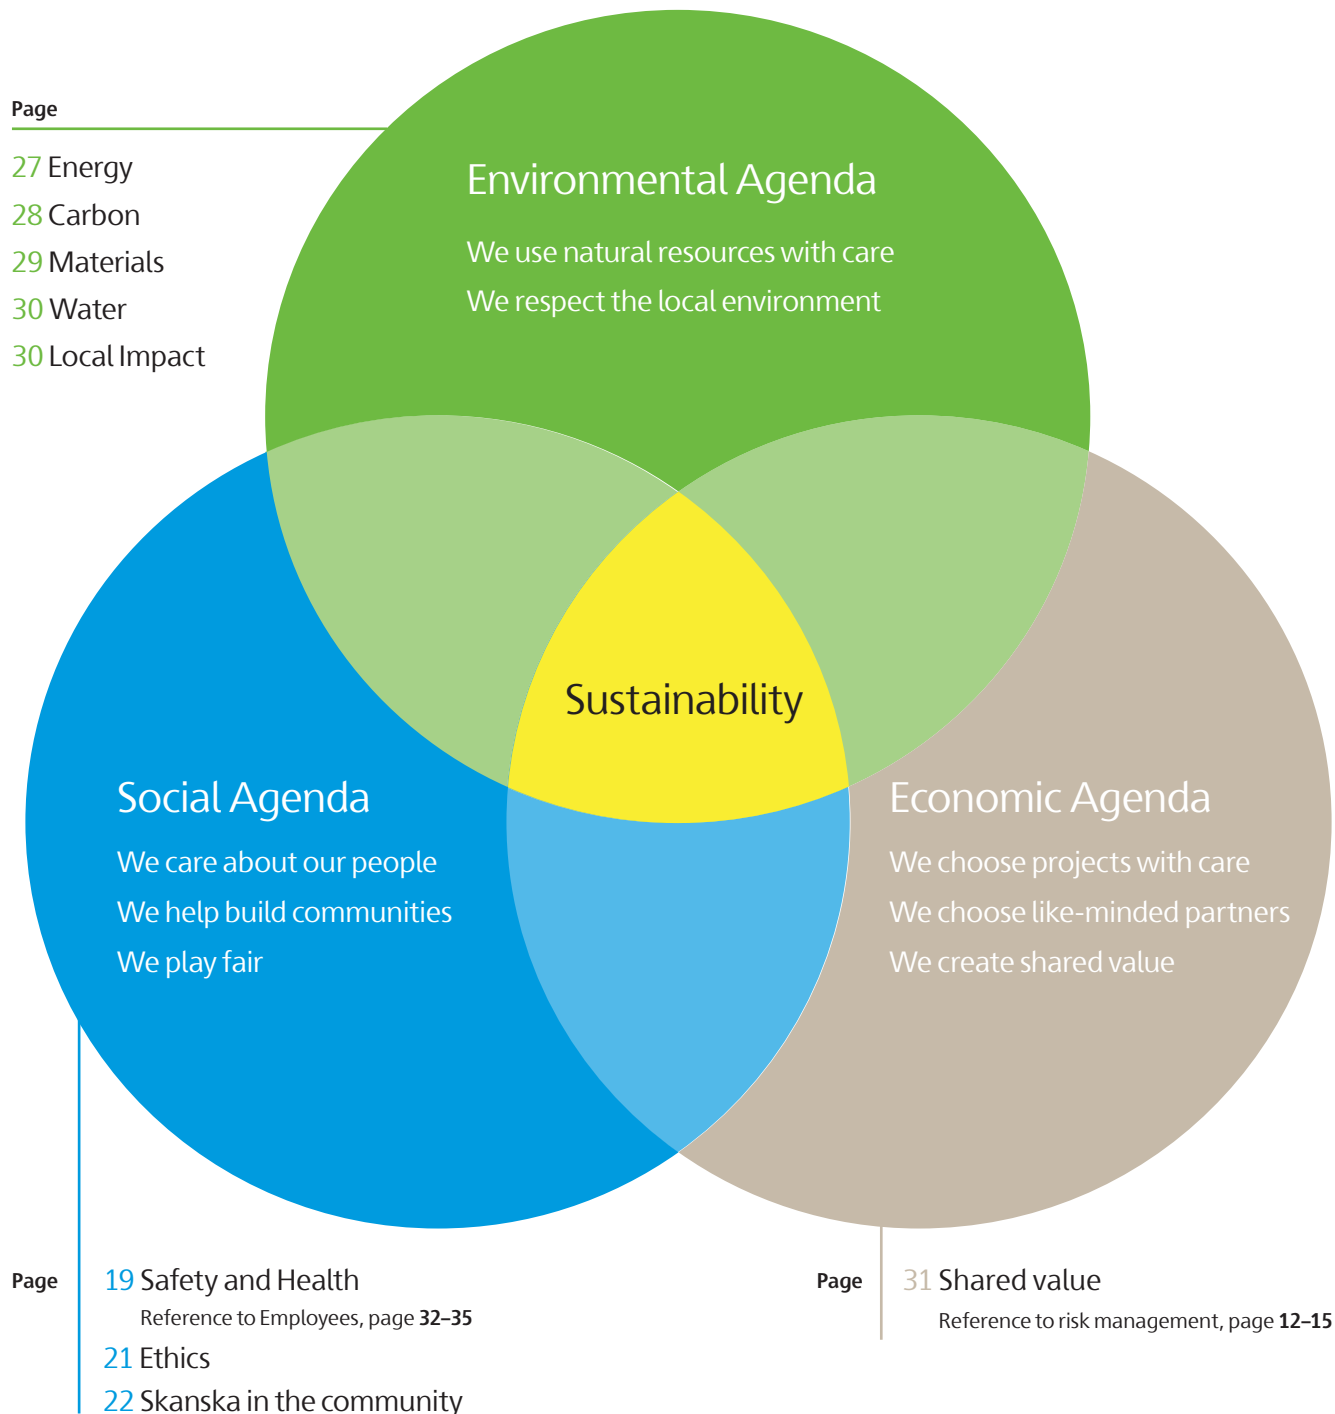 Page
27 Energy
28 Carbon
29 Materials
30 Water
30 Local Impact
Environmental Agenda
We use natural resources with care
We respect the local environment
Sustainability
Social Agenda
We care about our people
We help build communities
We play fair
Economic Agenda
We choose projects with care
We choose like-minded partners
We create shared value
Page
19 Safety and Health
Reference to Employees, page 32–35
21 Ethics
22 Skanska in the community
Page
31 Shared value
Reference to risk management, page 12–15